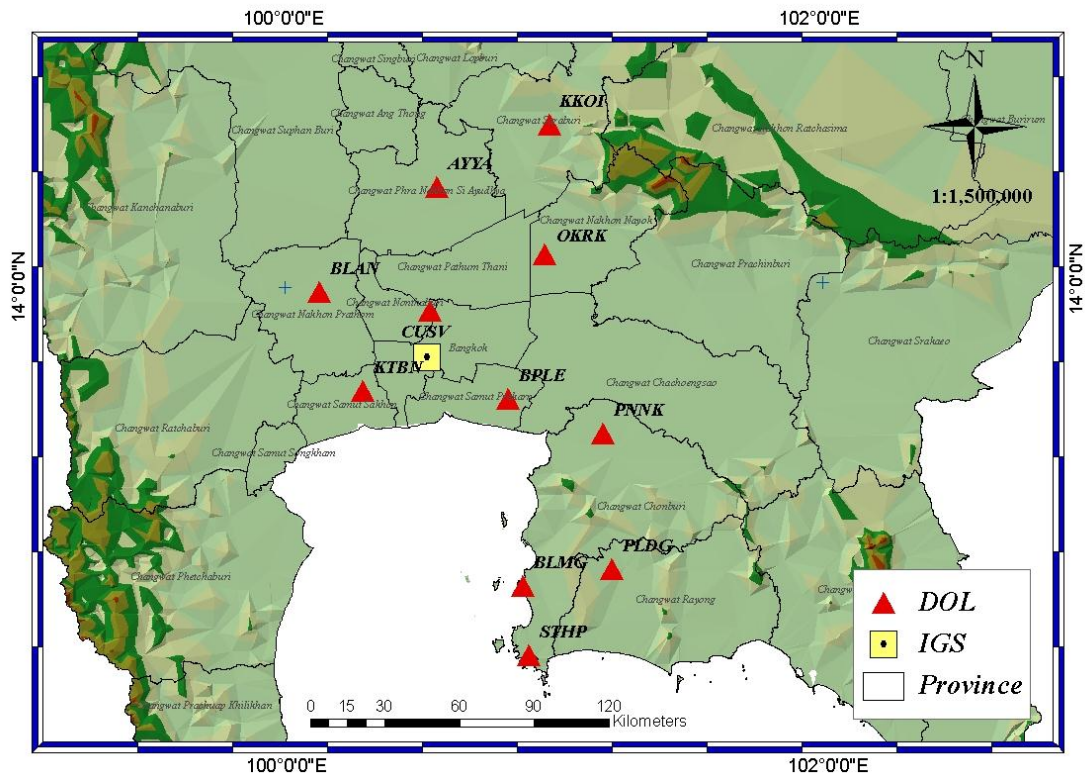 100°0'0"E
102°0'0"E
14°0'0"N
14°0'0"N
N
1:1,500,000
Changwat Singburi
Changwat Lopburi
Changwat Ang Thong
Changwat Suphan Buri
KKOI
Changwat Saraburi
Changwat Nakhon Ratchasima
Changwat Burirum
AYYA
Changwat Phra Nakhon Si Ayudhya
Changwat Kanchanaburi
Changwat Nakhon Nayok
OKRK
BLAN
Changwat Pathum Thani
Changwat Prachinburi
Changwat Nonthaburi
Changwat Nakhon Prathom
CUSV
Bangkok
Changwat Srakaeo
KTBN
BPLE
Changwat Chachoengsao
Changwat Samut Sakhon
Changwat Samut Prakarn
PNNK
Changwat Ratchaburi
Changwat Samut Songkham
Changwat Chonburi
PLDG
BLMG
Changwat Phetchaburi
Changwat Rayong
Changwat
STHP
Changwat Prachuap Khilikhan
DOL
IGS
Province
0 15 30 60 90 120
Kilometers
100°0'0"E
102°0'0"E